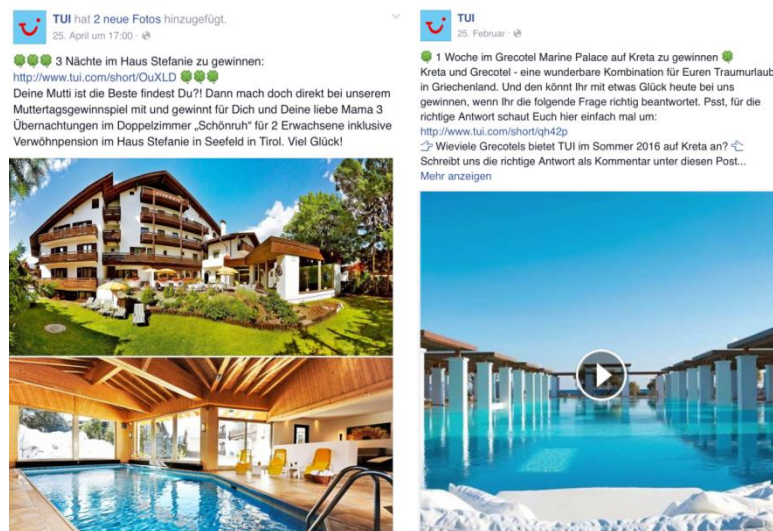 TUI hat 2 neue Fotos hinzugefügt.
25. April um 17:00 ·
3 Nächte im Haus Stefanie zu gewinnen:
http://www.tui.com/short/OuXLD
Deine Mutti ist die Beste findest Du?! Dann mach doch direkt bei unserem
Muttertagsgewinnspiel mit und gewinnt für Dich und Deine liebe Mama 3
Übernachtungen im Doppelzimmer „Schönruh“ für 2 Erwachsene inklusive
Verwöhnpension im Haus Stefanie in Seefeld in Tirol. Viel Glück!
TUI
25. Februar ·
1 Woche im Grecotel Marine Palace auf Kreta zu gewinnen
Kreta und Grecotel - eine wunderbare Kombination für Euren Traumurlaub
in Griechenland. Und den könnt Ihr mit etwas Glück heute bei uns
gewinnen, wenn Ihr die folgende Frage richtig beantwortet. Psst, für die
richtige Antwort schaut Euch hier einfach mal um:
http://www.tui.com/short/qh42p
Wieviele Grecotels bietet TUI im Sommer 2016 auf Kreta an?
Schreibt uns die richtige Antwort als Kommentar unter diesen Post...
Mehr anzeigen